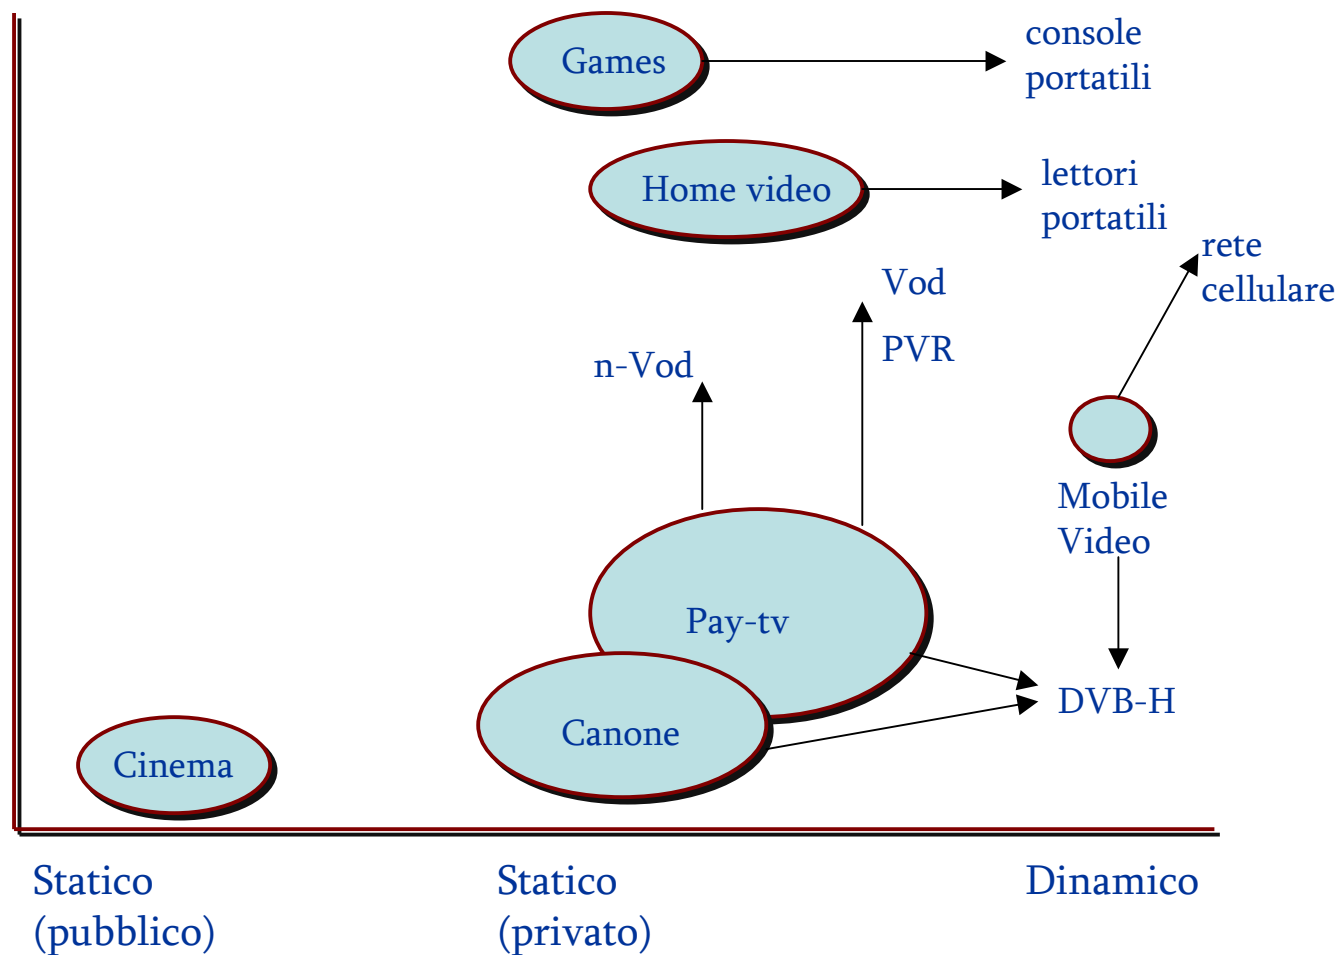 Games
console
portatili
Home video
lettori
portatili
rete
cellulare
Vod
PVR
n-Vod
Mobile
Video
Pay-tv
DVB-H
Canone
Cinema
Statico
(pubblico)
Statico
(privato)
Dinamico